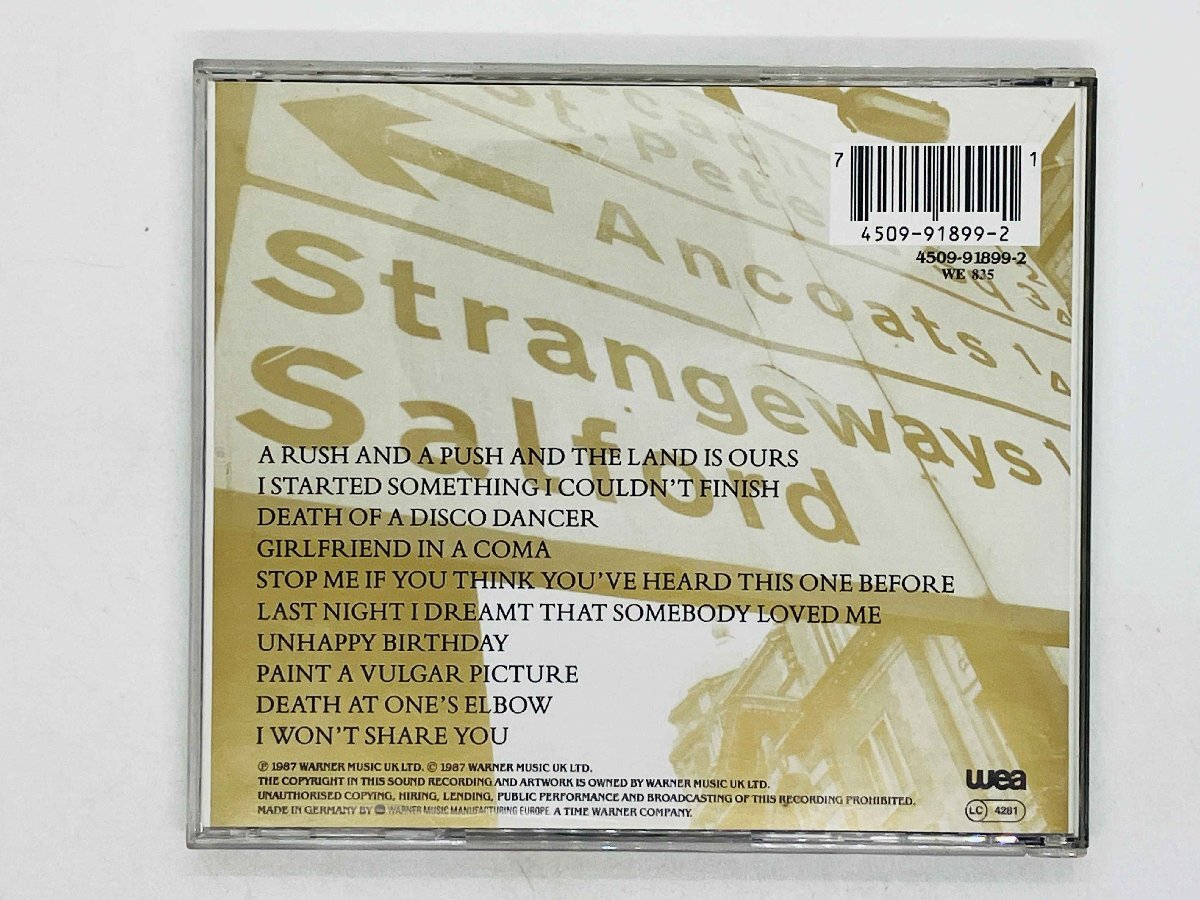 7 1
4509-91899-2
4509-91899-2
WE 835
Ancoats
Strangeways
Salford
A RUSH AND A PUSH AND THE LAND IS OURS
I STARTED SOMETHING I COULDN'T FINISH
DEATH OF A DISCO DANCER
GIRLFRIEND IN A COMA
STOP ME IF YOU THINK YOU'VE HEARD THIS ONE BEFORE
LAST NIGHT I DREAMT THAT SOMEBODY LOVED ME
UNHAPPY BIRTHDAY
PAINT A VULGAR PICTURE
DEATH AT ONE'S ELBOW
I WON'T SHARE YOU
℗ 1987 WARNER MUSIC UK LTD. © 1987 WARNER MUSIC UK LTD.
THE COPYRIGHT IN THIS SOUND RECORDING AND ARTWORK IS OWNED BY WARNER MUSIC UK LTD.
UNAUTHORISED COPYING, HIRING, LENDING, PUBLIC PERFORMANCE AND BROADCASTING OF THIS RECORDING PROHIBITED.
MADE IN GERMANY BY WARNER MUSIC MANUFACTURING EUROPE A TIME WARNER COMPANY.
wea
LC 4281